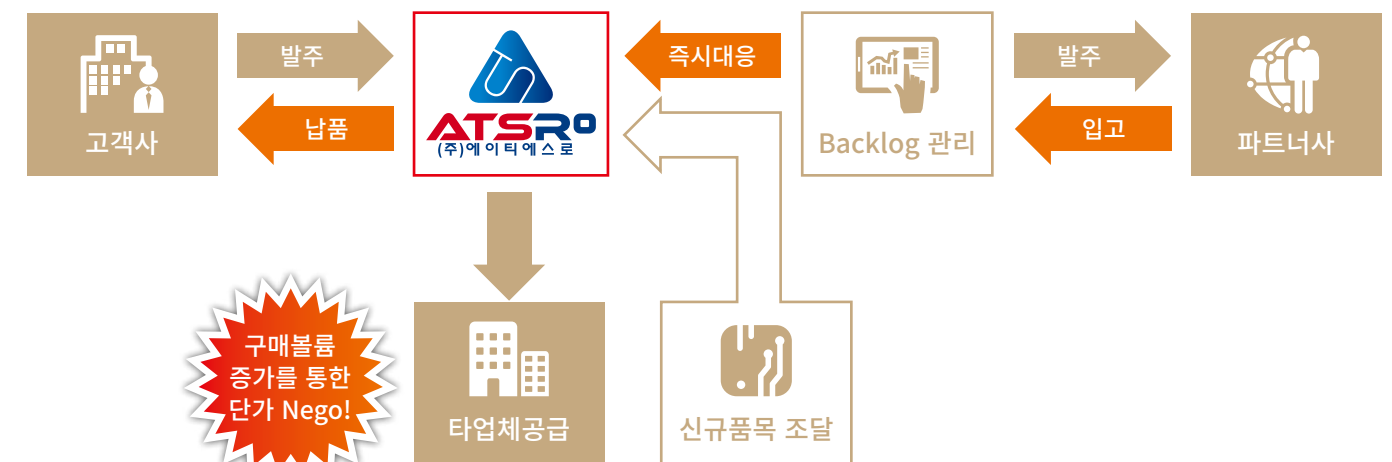 고객사
발주
납품
ATSRO
(주)에이티에스로
즉시대응
Backlog 관리
발주
입고
파트너사
구매볼륨
증가를 통한
단가 Nego!
타업체공급
신규품목 조달